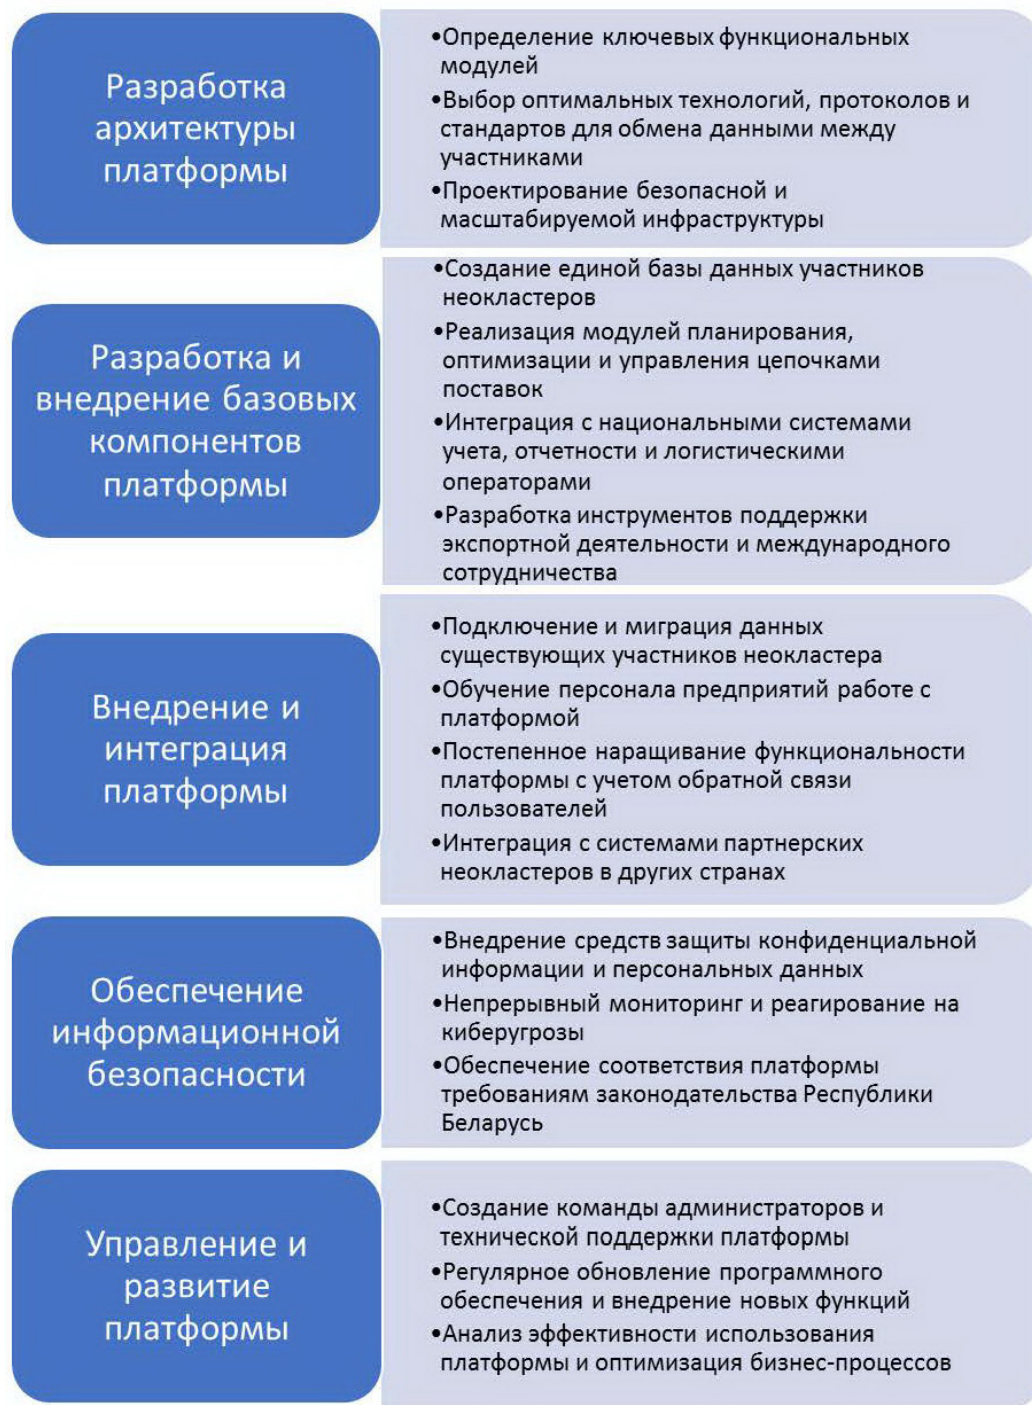 Разработка
архитектуры
платформы
•Определение ключевых функциональных
модулей
•Выбор оптимальных технологий, протоколов и
стандартов для обмена данными между
участниками
•Проектирование безопасной и
масштабируемой инфраструктуры
Разработка и
внедрение базовых
компонентов
платформы
•Создание единой базы данных участников
неокластеров
•Реализация модулей планирования,
оптимизации и управления цепочками
поставок
•Интеграция с национальными системами
учета, отчетности и логистическими
операторами
•Разработка инструментов поддержки
экспортной деятельности и международного
сотрудничества
Внедрение и
интеграция
платформы
•Подключение и миграция данных
существующих участников неокластера
•Обучение персонала предприятий работе с
платформой
•Постепенное наращивание функциональности
платформы с учетом обратной связи
пользователей
•Интеграция с системами партнерских
неокластеров в других странах
Обеспечение
информационной
безопасности
•Внедрение средств защиты конфиденциальной
информации и персональных данных
•Непрерывный мониторинг и реагирование на
киберугрозы
•Обеспечение соответствия платформы
требованиям законодательства Республики
Беларусь
Управление и
развитие
платформы
•Создание команды администраторов и
технической поддержки платформы
•Регулярное обновление программного
обеспечения и внедрение новых функций
•Анализ эффективности использования
платформы и оптимизация бизнес-процессов